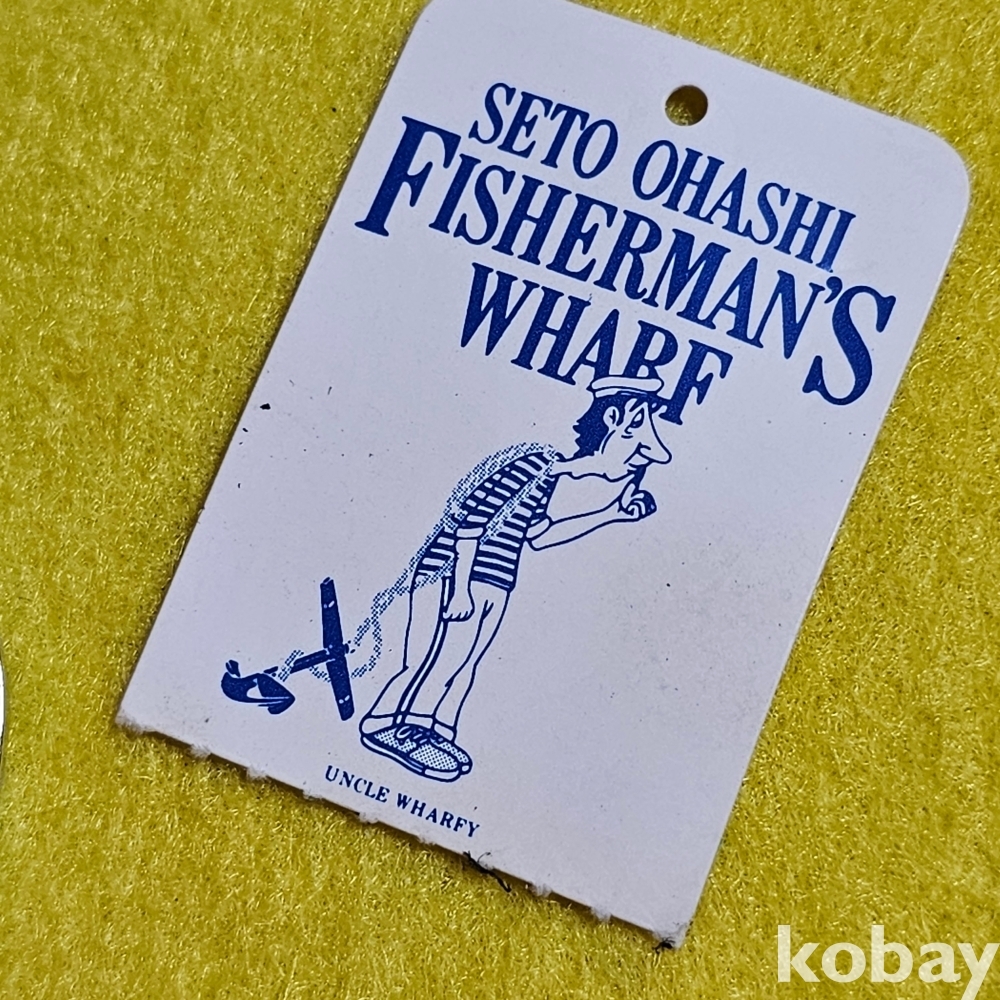 SETO OHASHI
FISHERMAN'S
WHARF
UNCLE WHARFY
kobay